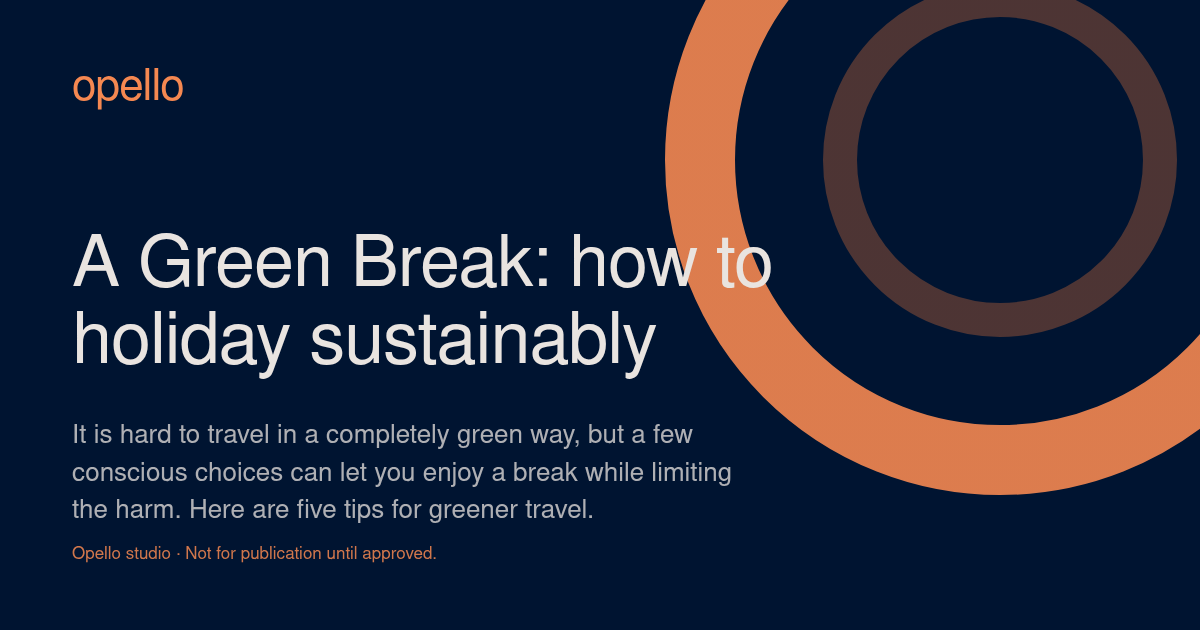 opello
A Green Break: how to
holiday sustainably
It is hard to travel in a completely green way, but a few
conscious choices can let you enjoy a break while limiting
the harm. Here are five tips for greener travel.
Opello studio · Not for publication until approved.